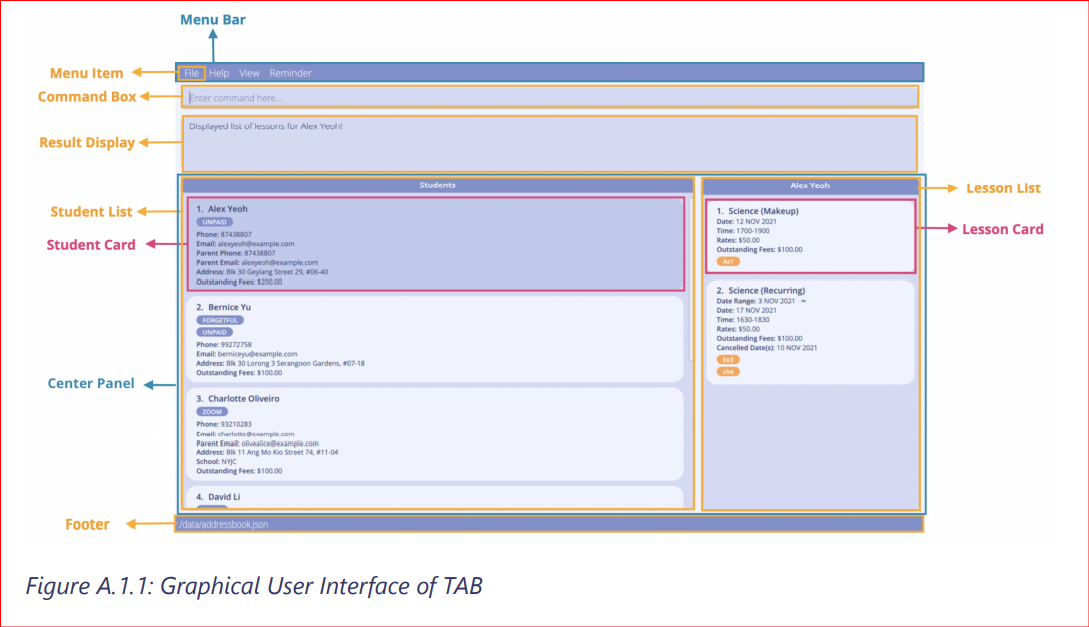 Menu Bar
Menu Item
File Help View Reminder
Command Box
Enter command here...
Result Display
Displayed list of lessons for Alex Yeoh!
Students
Student List
Student Card
1. Alex Yeoh
UNPAID
Phone: 87438807
Email: alexyeoh@example.com
Parent Phone: 87438807
Parent Email: alexyeoh@example.com
Address: Blk 30 Geylang Street 29, #06-40
Outstanding Fees: $200.00
2. Bernice Yu
FORGETFUL
UNPAID
Phone: 99272758
Email: berniceyu@example.com
Address: Blk 30 Lorong 3 Serangoon Gardens, #07-18
Outstanding Fees: $100.00
Center Panel
3. Charlotte Oliveiro
ZOOM
Phone: 93210283
Email: charlotte@example.com
Parent Email: olivealice@example.com
Address: Blk 11 Ang Mo Kio Street 74, #11-04
School: NYJC
Outstanding Fees: $100.00
4. David Li
Alex Yeoh
Lesson List
Lesson Card
1. Science (Makeup)
Date: 12 NOV 2021
Time: 1700-1900
Rates: $50.00
Outstanding Fees: $100.00
As1
2. Science (Recurring)
Date Range: 3 NOV 2021 -∞
Date: 17 NOV 2021
Time: 1630-1830
Rates: $50.00
Outstanding Fees: $100.00
Cancelled Date(s): 10 NOV 2021
Ex3
ch4
Footer
./data/addressbook.json
Figure A.1.1: Graphical User Interface of TAB